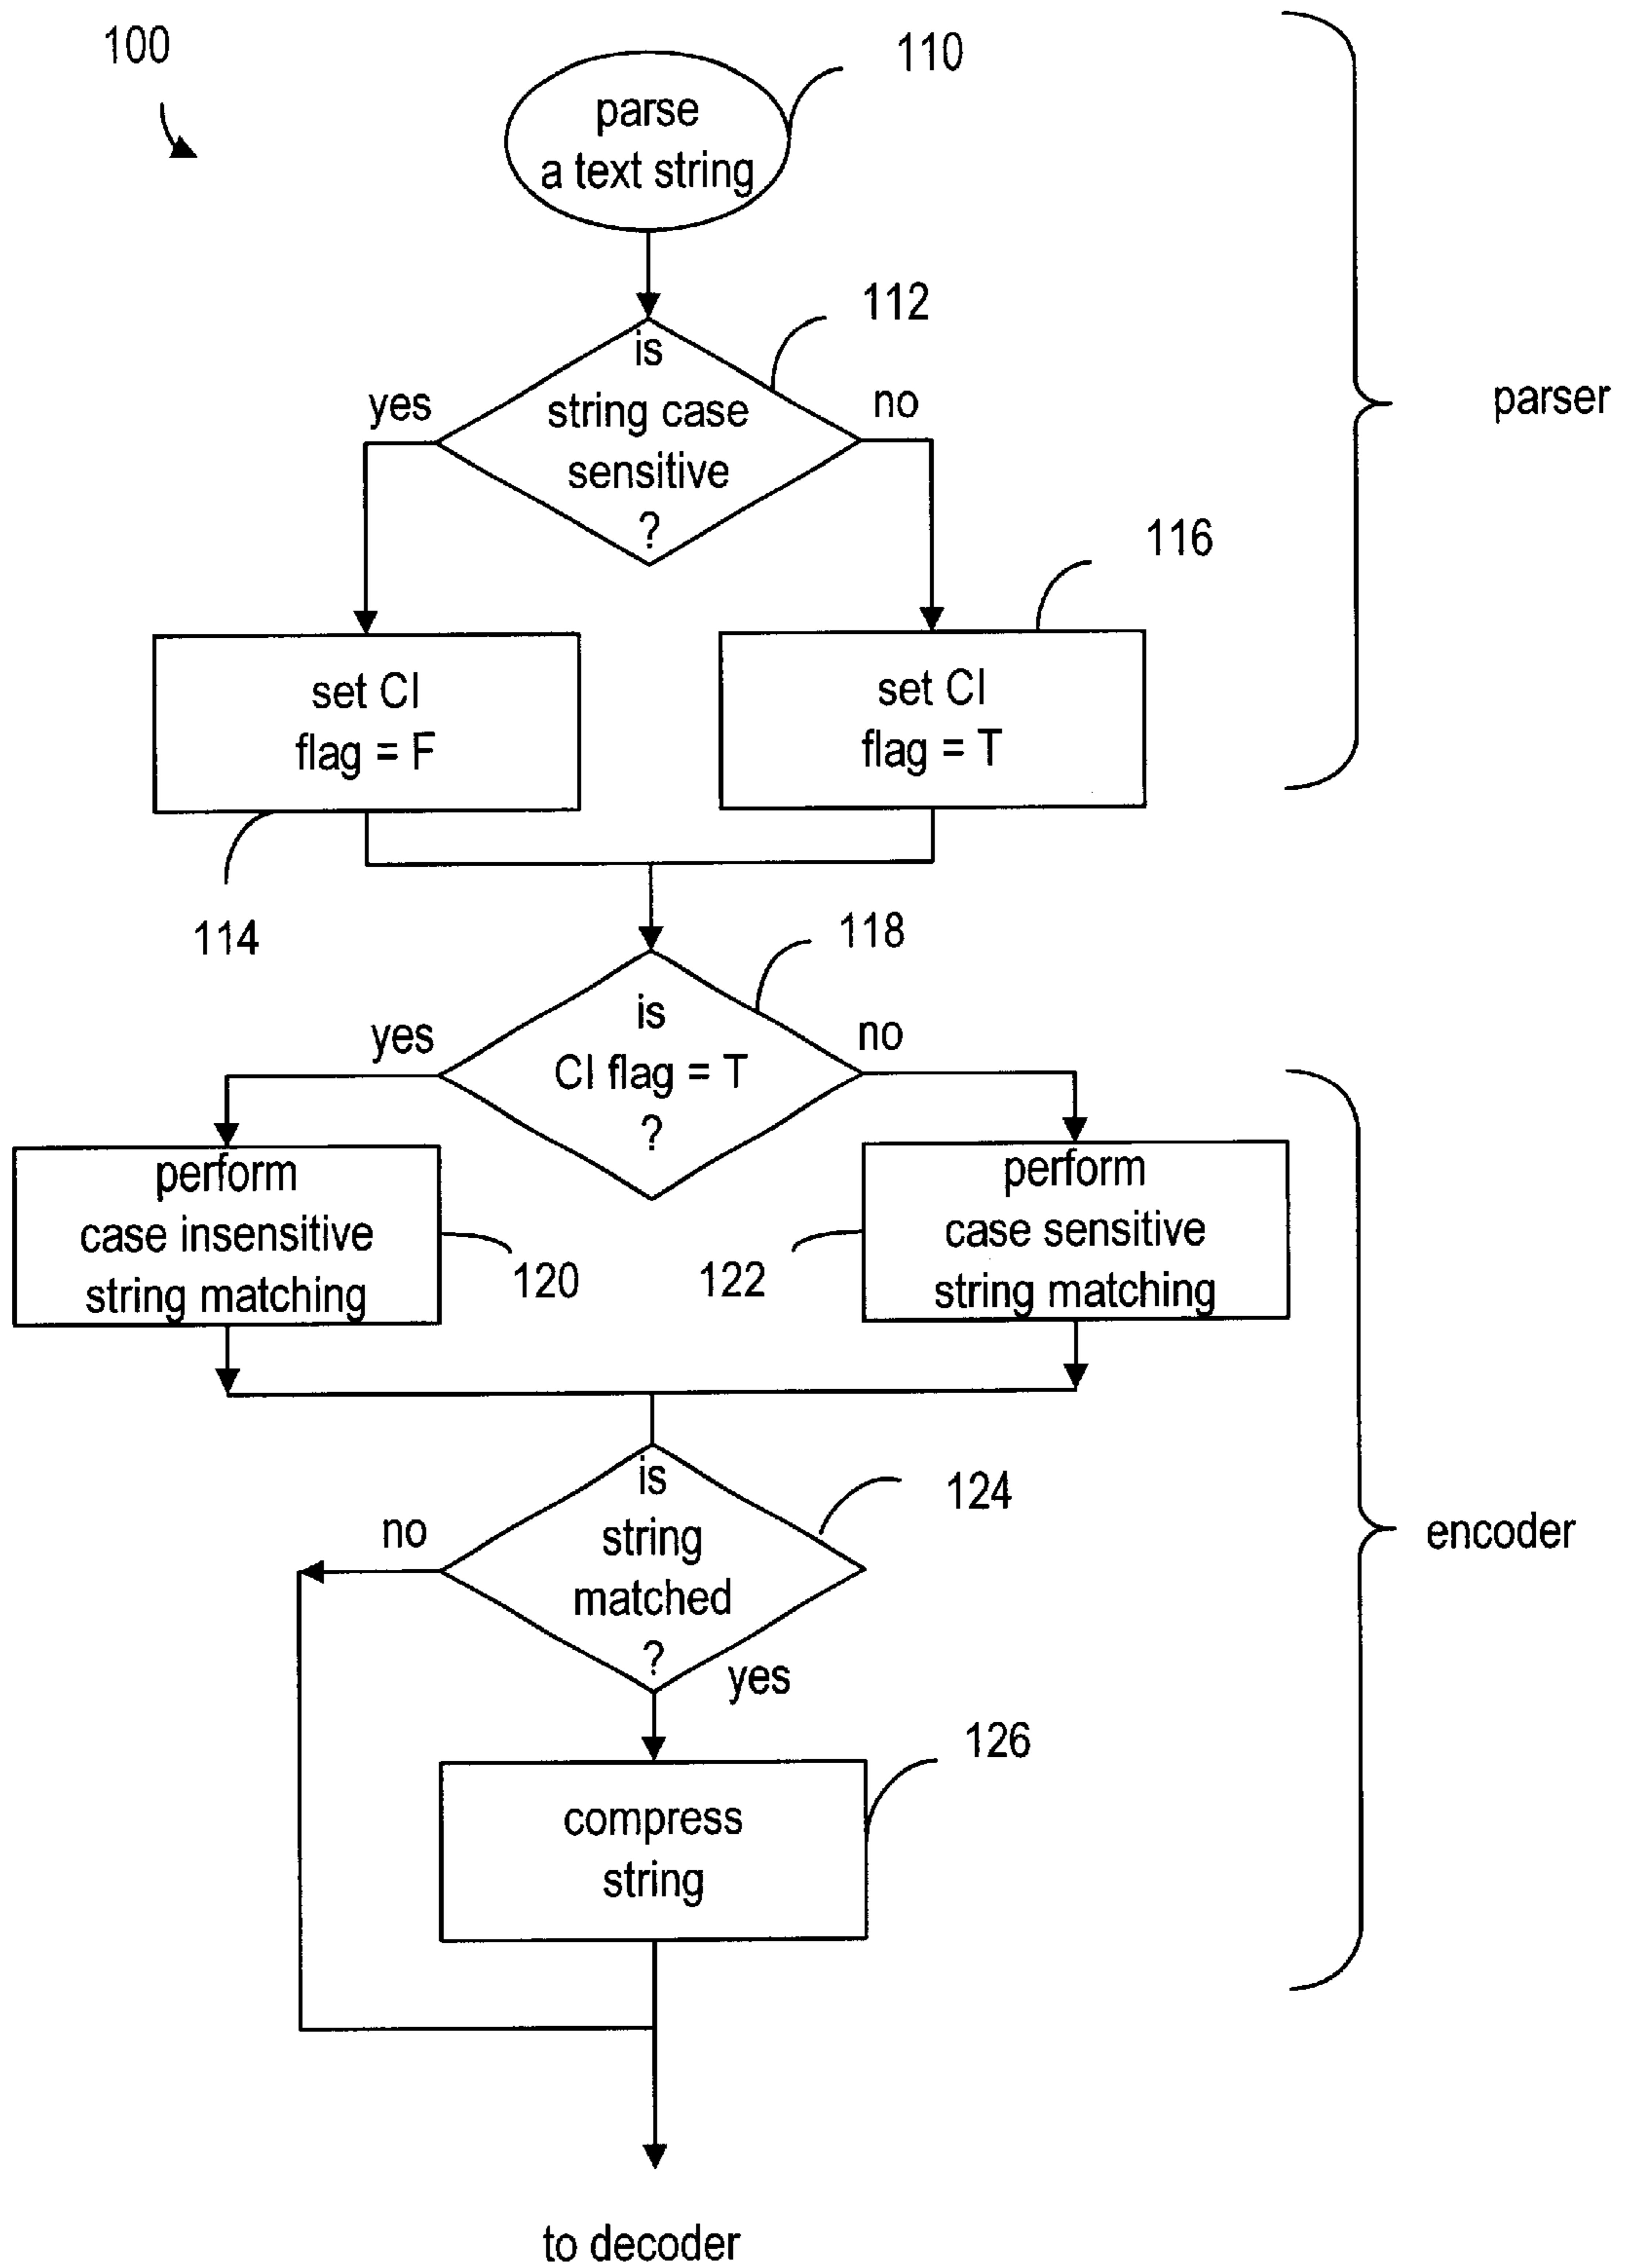 100
110
parse
a text string
112
is
string case
sensitive
?
yes
no
parser
116
set CI
flag = F
set CI
flag = T
114
118
is
CI flag = T
?
yes
no
perform
case insensitive
string matching
120
122
perform
case sensitive
string matching
is
string
matched
?
124
no
yes
encoder
126
compress
string
to decoder